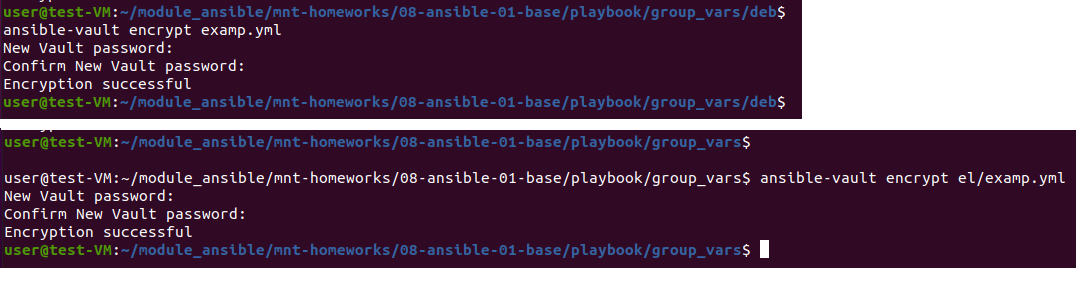 user@test-VM:~/module_ansible/mnt-homeworks/08-ansible-01-base/playbook/group_vars/deb$
ansible-vault encrypt examp.yml
New Vault password:
Confirm New Vault password:
Encryption successful
user@test-VM:~/module_ansible/mnt-homeworks/08-ansible-01-base/playbook/group_vars/deb$
user@test-VM:~/module_ansible/mnt-homeworks/08-ansible-01-base/playbook/group_vars$
user@test-VM:~/module_ansible/mnt-homeworks/08-ansible-01-base/playbook/group_vars$ ansible-vault encrypt el/examp.yml
New Vault password:
Confirm New Vault password:
Encryption successful
user@test-VM:~/module_ansible/mnt-homeworks/08-ansible-01-base/playbook/group_vars$